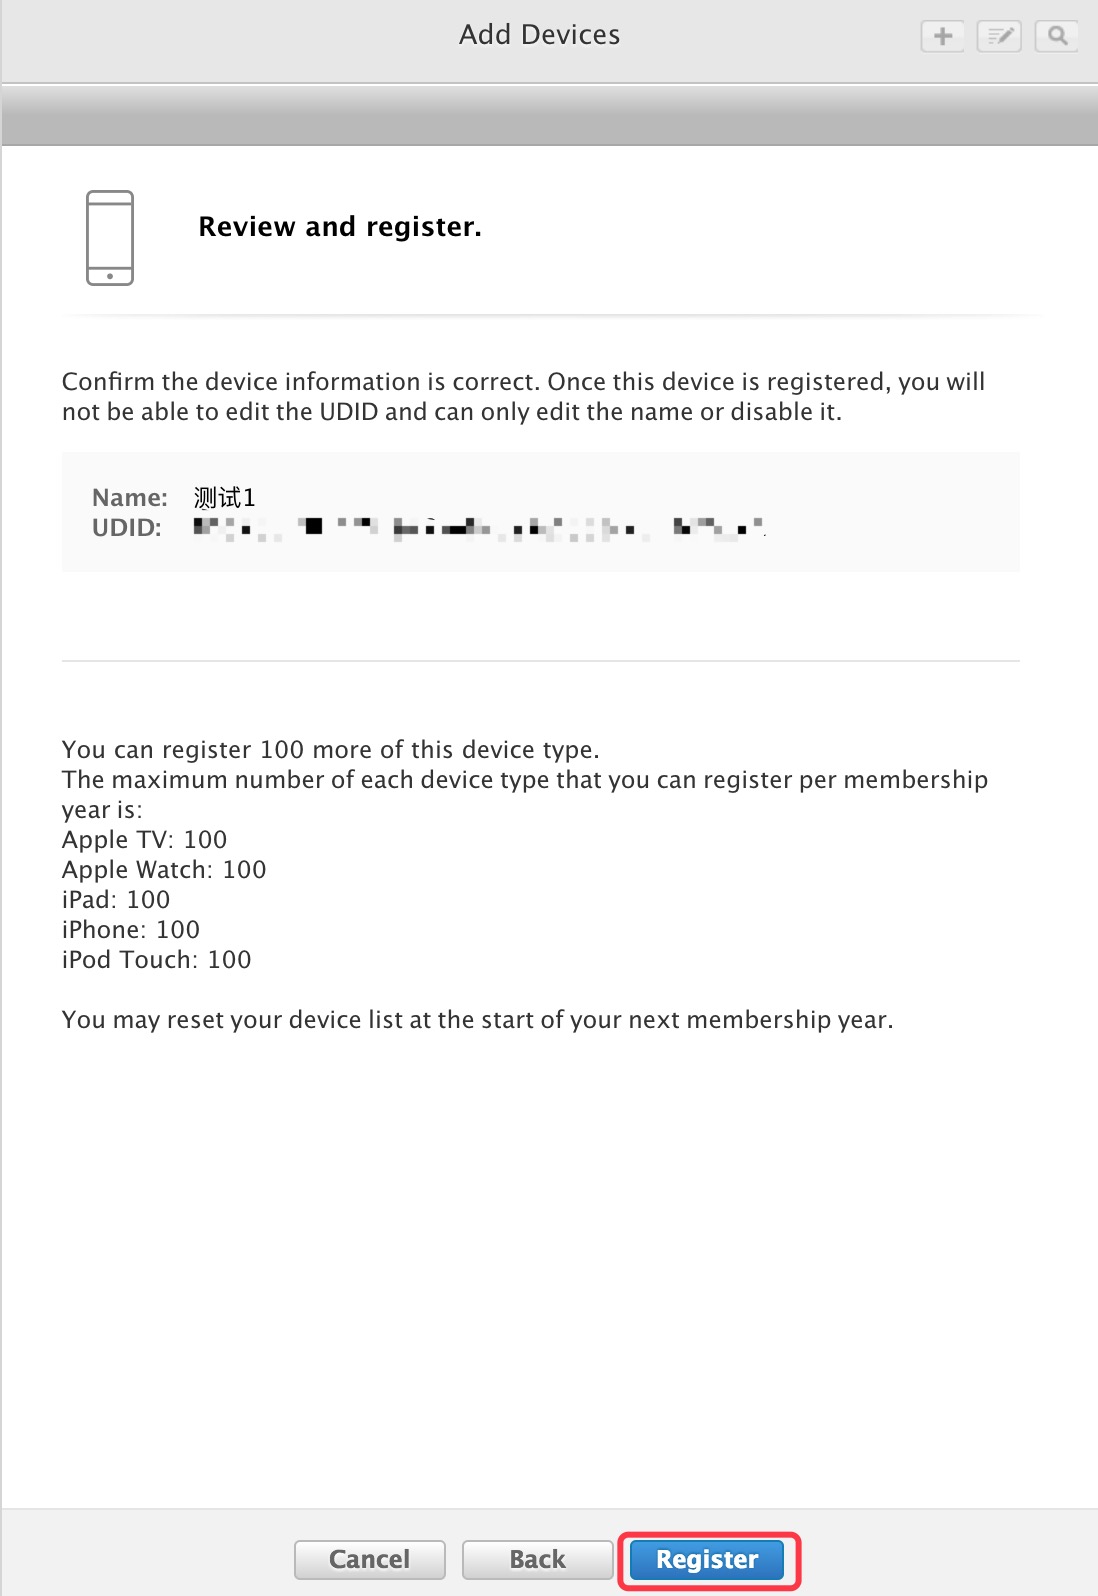 Add Devices
Review and register.
Confirm the device information is correct. Once this device is registered, you will
not be able to edit the UDID and can only edit the name or disable it.
Name: 测试1
UDID:
You can register 100 more of this device type.
The maximum number of each device type that you can register per membership
year is:
Apple TV: 100
Apple Watch: 100
iPad: 100
iPhone: 100
iPod Touch: 100
You may reset your device list at the start of your next membership year.
Cancel Back Register